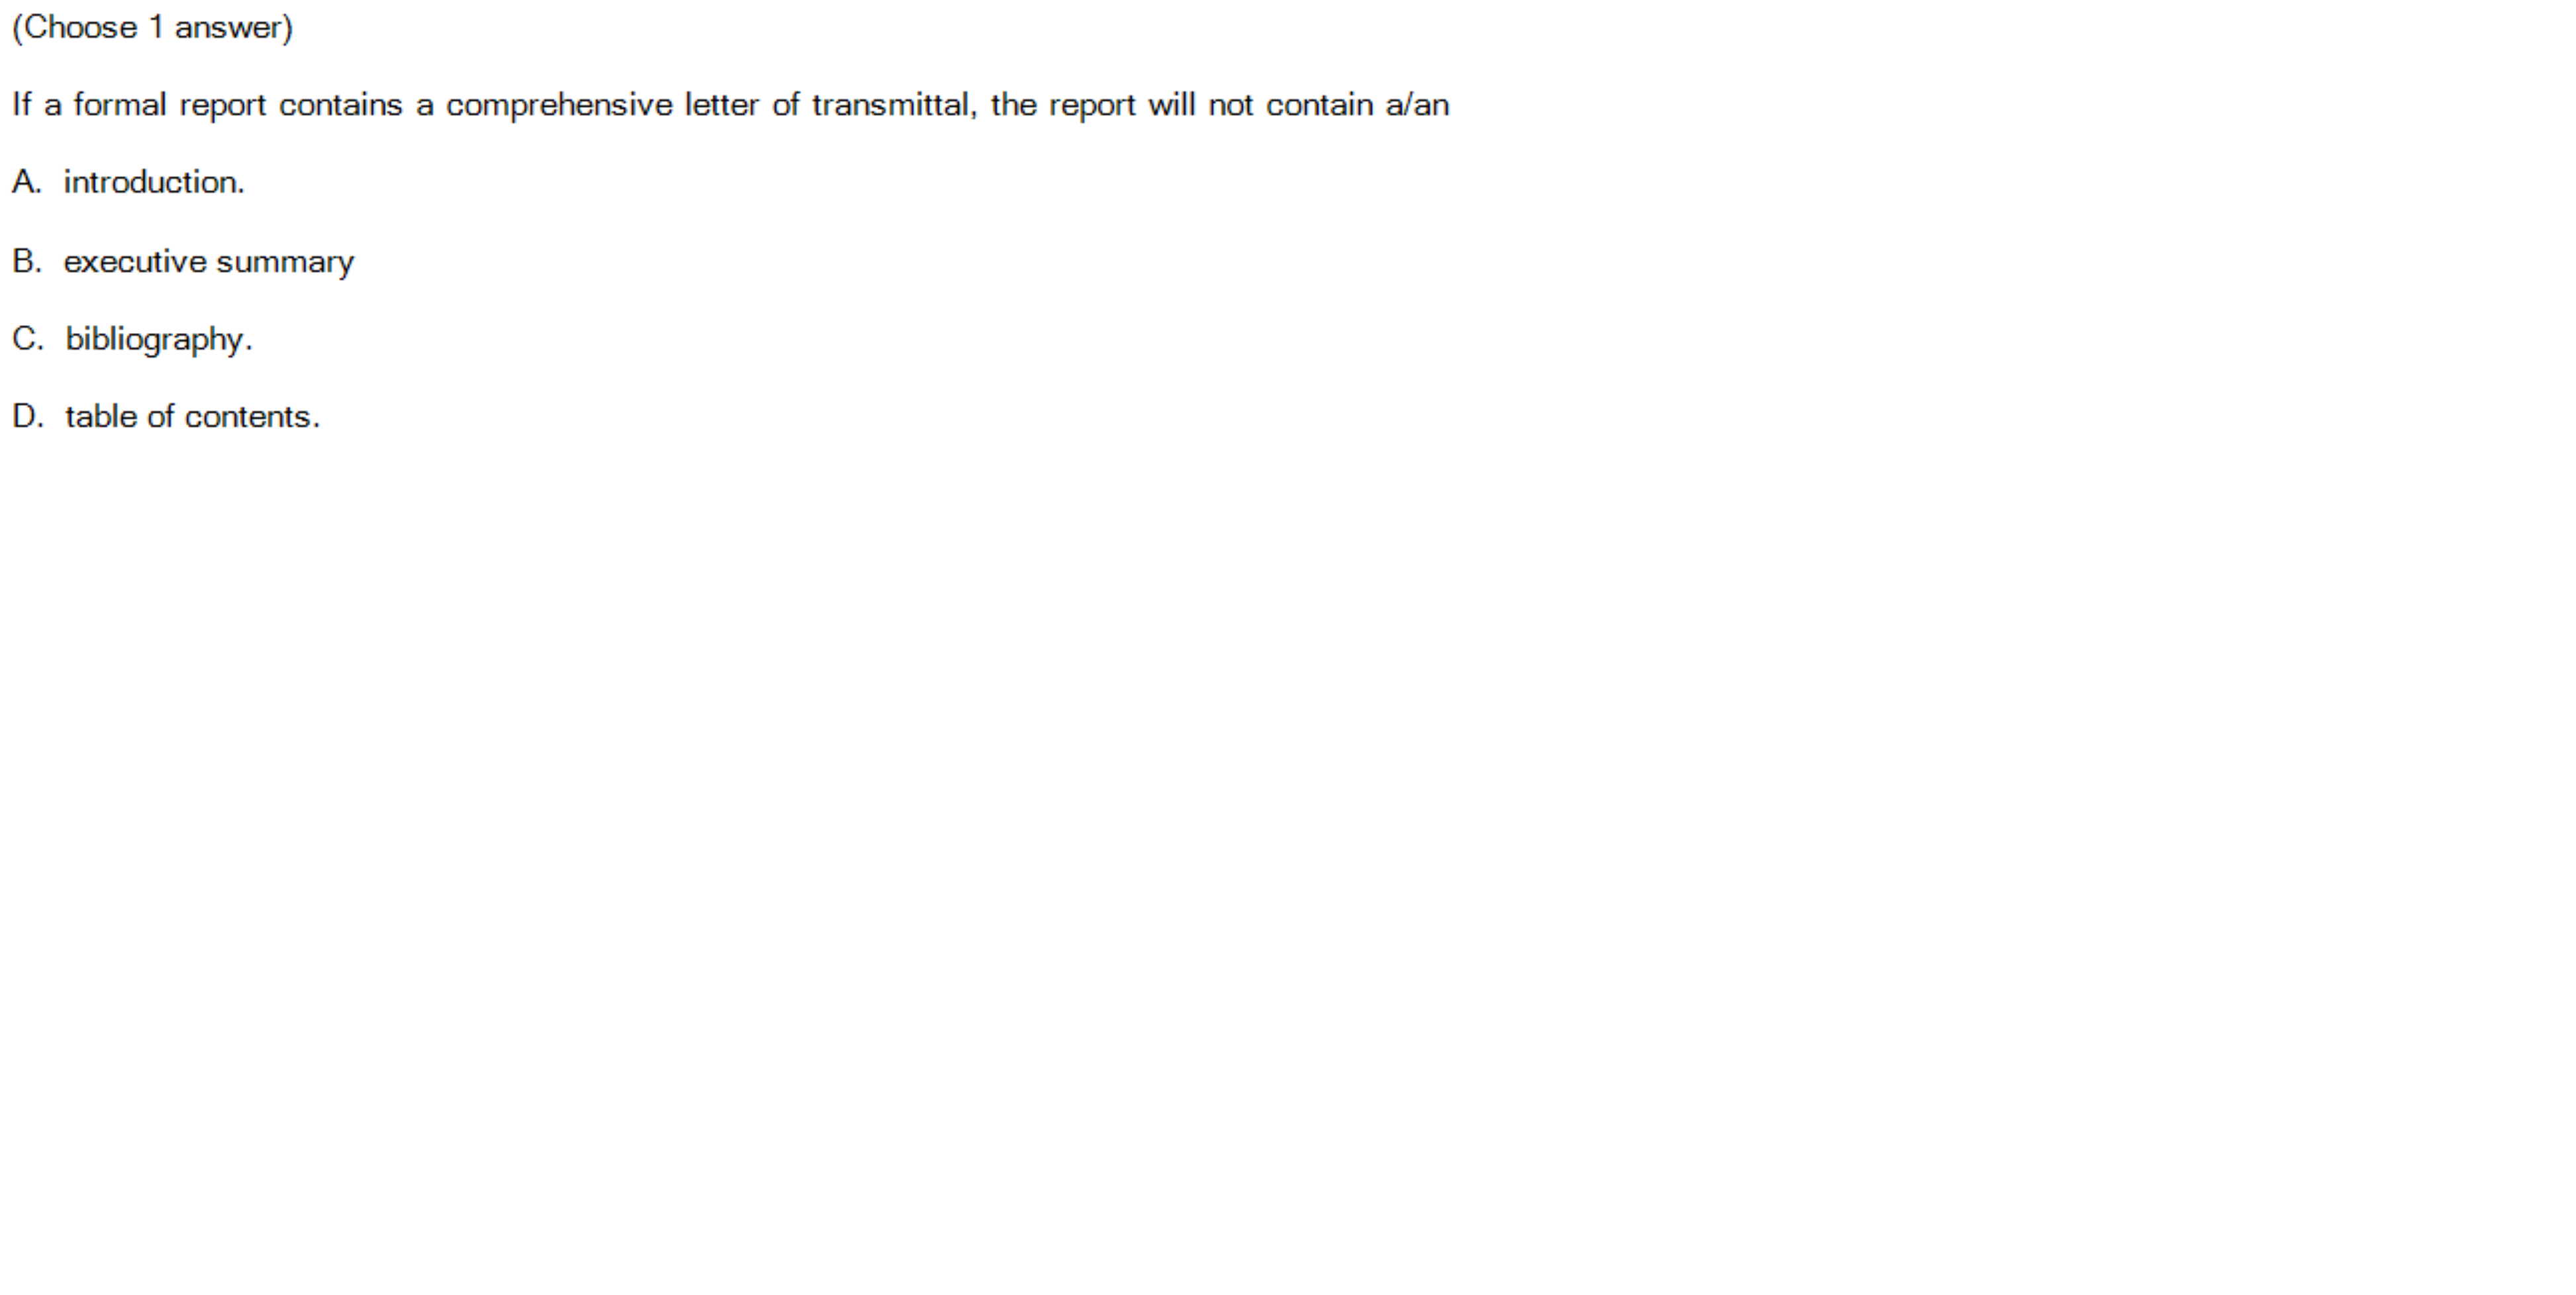 (Choose 1 answer)
If a formal report contains a comprehensive letter of transmittal, the report will not contain a/an
A. introduction.
B. executive summary
C. bibliography.
D. table of contents.